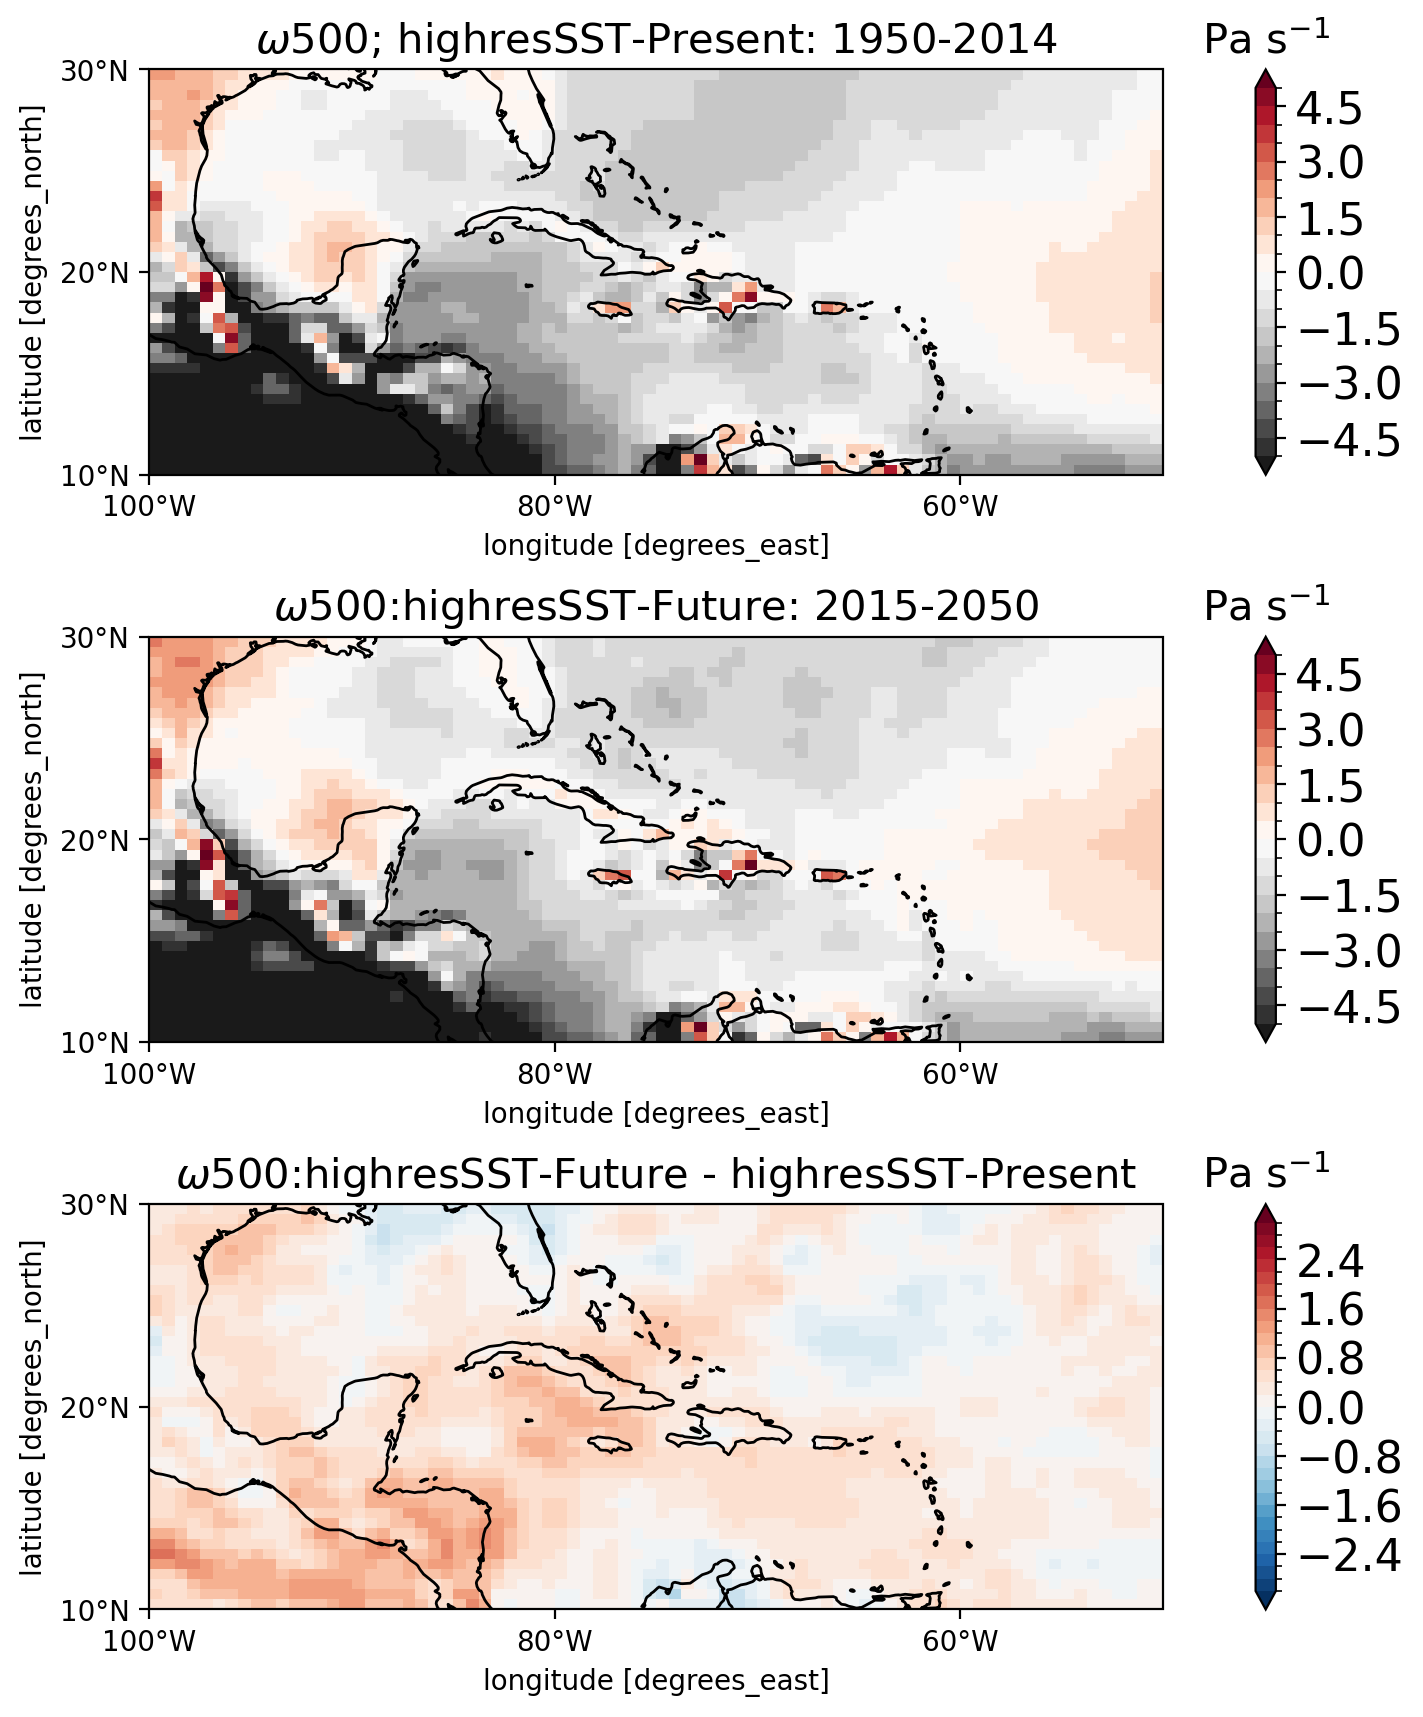 ω500; highresSST-Present: 1950-2014
Pa s⁻¹
30°N
20°N
10°N
latitude [degrees_north]
100°W
80°W
60°W
longitude [degrees_east]
4.5
3.0
1.5
0.0
−1.5
−3.0
−4.5
ω500:highresSST-Future: 2015-2050
Pa s⁻¹
30°N
20°N
10°N
latitude [degrees_north]
100°W
80°W
60°W
longitude [degrees_east]
4.5
3.0
1.5
0.0
−1.5
−3.0
−4.5
ω500:highresSST-Future - highresSST-Present
Pa s⁻¹
30°N
20°N
10°N
latitude [degrees_north]
100°W
80°W
60°W
longitude [degrees_east]
2.4
1.6
0.8
0.0
−0.8
−1.6
−2.4